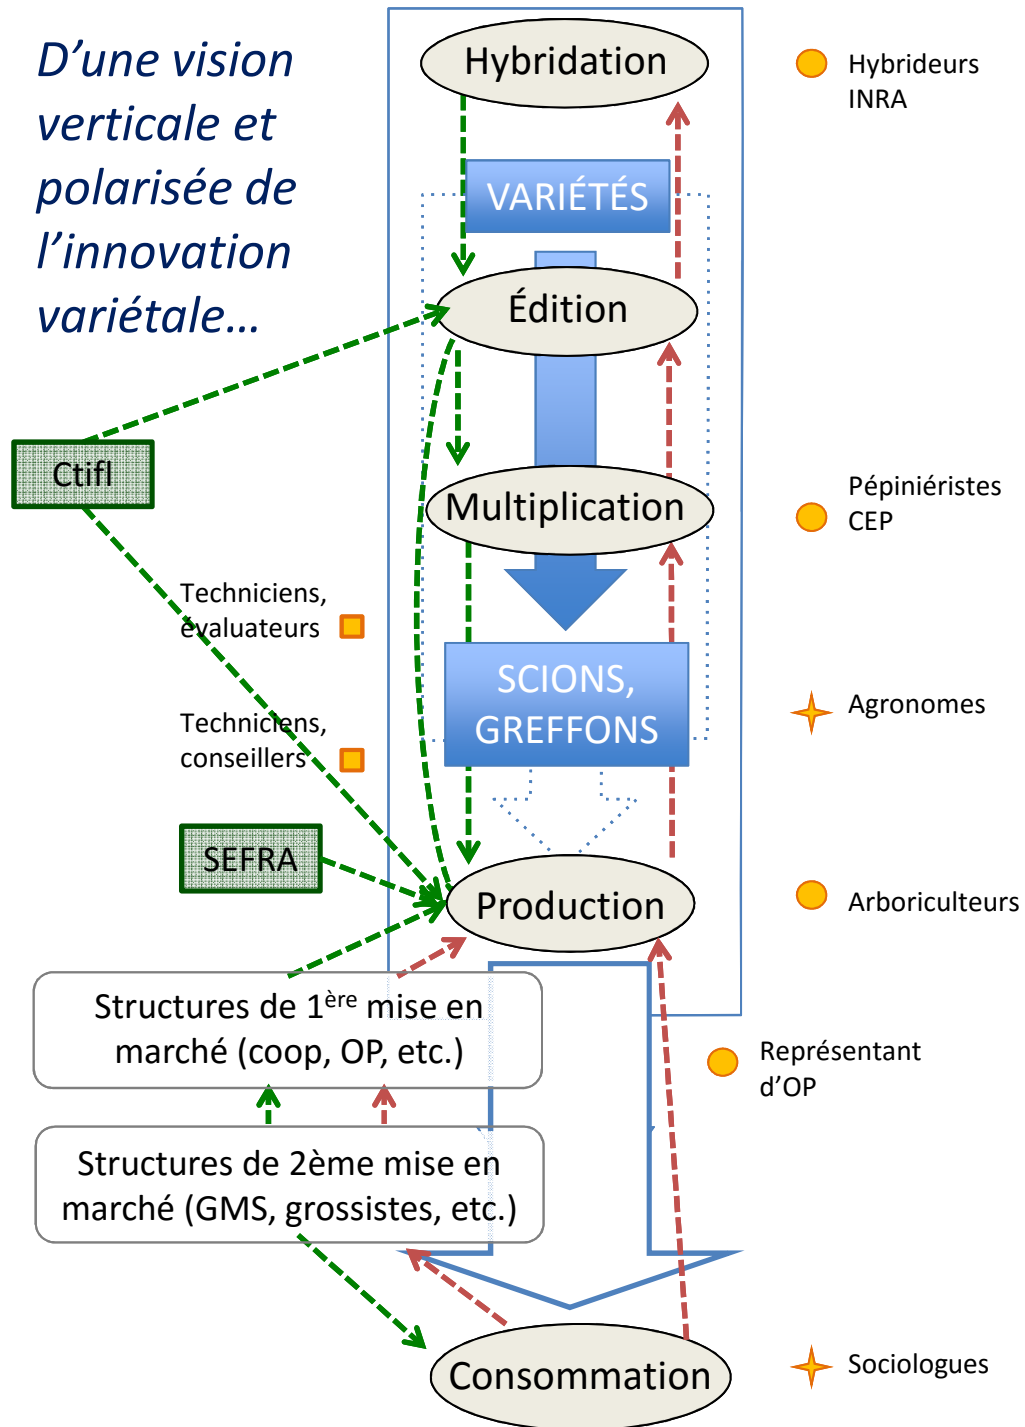 D’une vision
verticale et
polarisée de
l’innovation
variétale…
Hybridation
Hybrideurs
INRA
VARIÉTÉS
Édition
Ctifl
Multiplication
Pépiniéristes
CEP
Techniciens,
évaluateurs
SCIONS,
GREFFONS
Agronomes
Techniciens,
conseillers
SEFRA
Production
Arboriculteurs
Structures de 1ère mise en
marché (coop, OP, etc.)
Représentant
d’OP
Structures de 2ème mise en
marché (GMS, grossistes, etc.)
Consommation
Sociologues